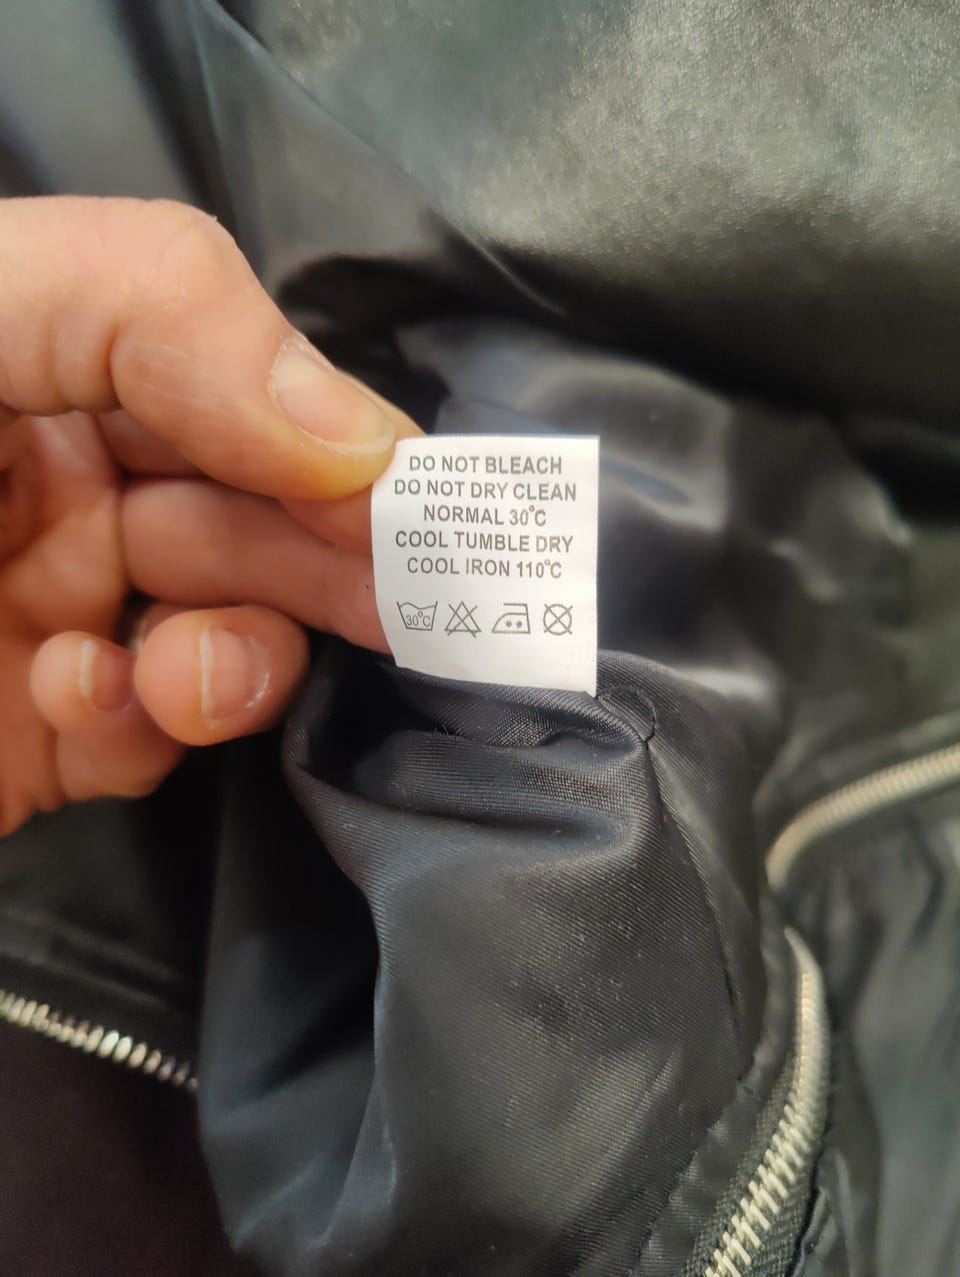 DO NOT BLEACH
DO NOT DRY CLEAN
NORMAL 30°C
COOL TUMBLE DRY
COOL IRON 110°C
30°C